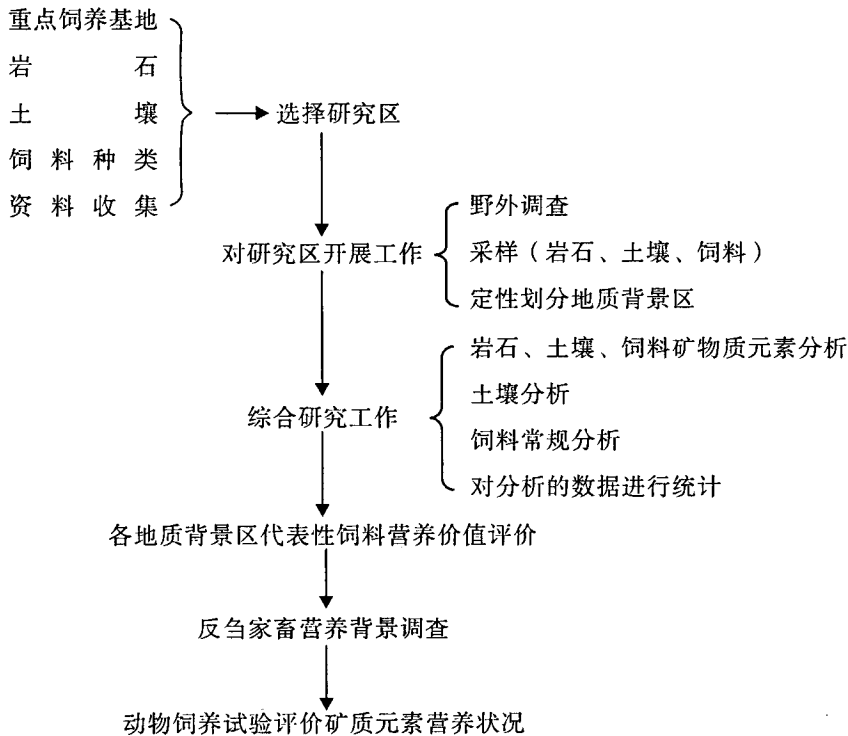 重点饲养基地
岩石
土壤
饲料种类
资料收集
选择研究区
对研究区开展工作
野外调查
采样（岩石、土壤、饲料）
定性划分地质背景区
综合研究工作
岩石、土壤、饲料矿物质元素分析
土壤分析
饲料常规分析
对分析的数据进行统计
各地质背景区代表性饲料营养价值评价
反刍家畜营养背景调查
动物饲养试验评价矿质元素营养状况